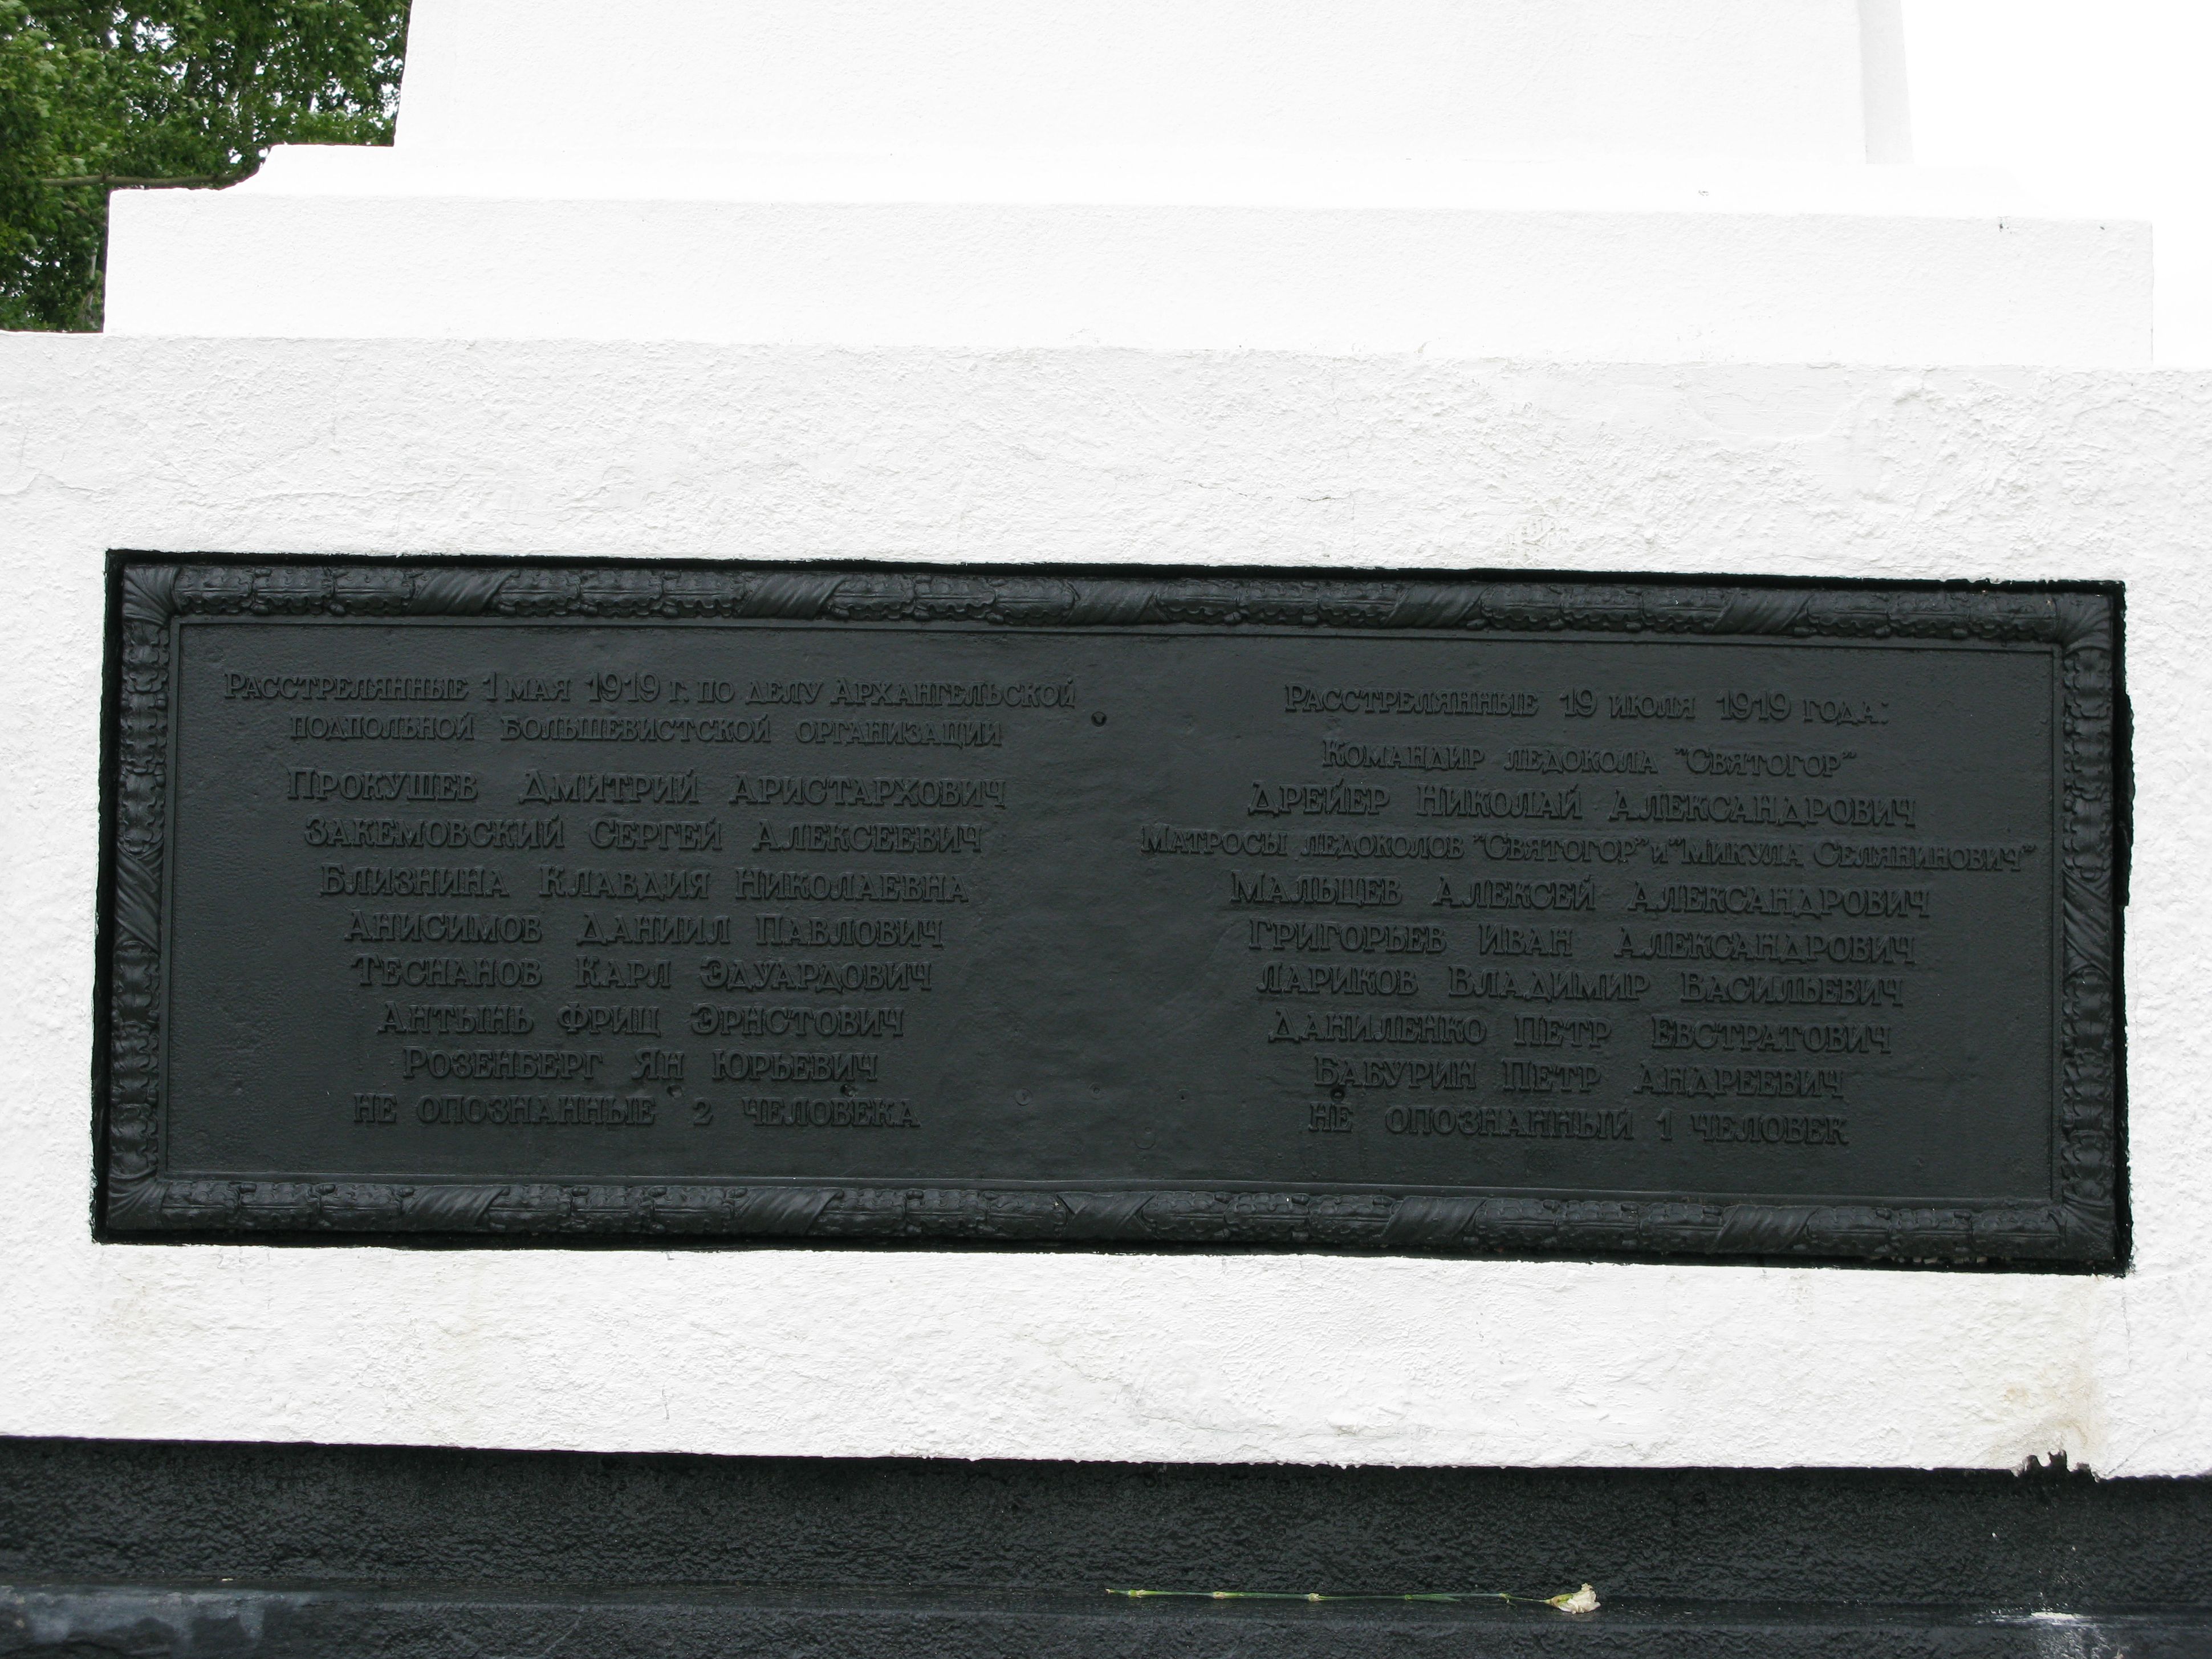 Расстрелянные 1 мая 1919 г. по делу Архангельской
подпольной большевистской организации
Прокушев Дмитрий Аристархович
Закемовский Сергей Алексеевич
Близнина Клавдия Николаевна
Анисимов Даниил Павлович
Теснанов Карл Эдуардович
Антынь Фриц Эрнстович
Розенберг Ян Юрьевич
не опознанные 2 человека
Расстрелянные 19 июля 1919 года:
Командир ледокола "Святогор"
Дрейер Николай Александрович
Матросы ледоколов "Святогор" и "Микула Селянинович"
Мальцев Алексей Александрович
Григорьев Иван Александрович
Лариков Владимир Васильевич
Даниленко Петр Евстратович
Бабурин Петр Андреевич
не опознанный 1 человек